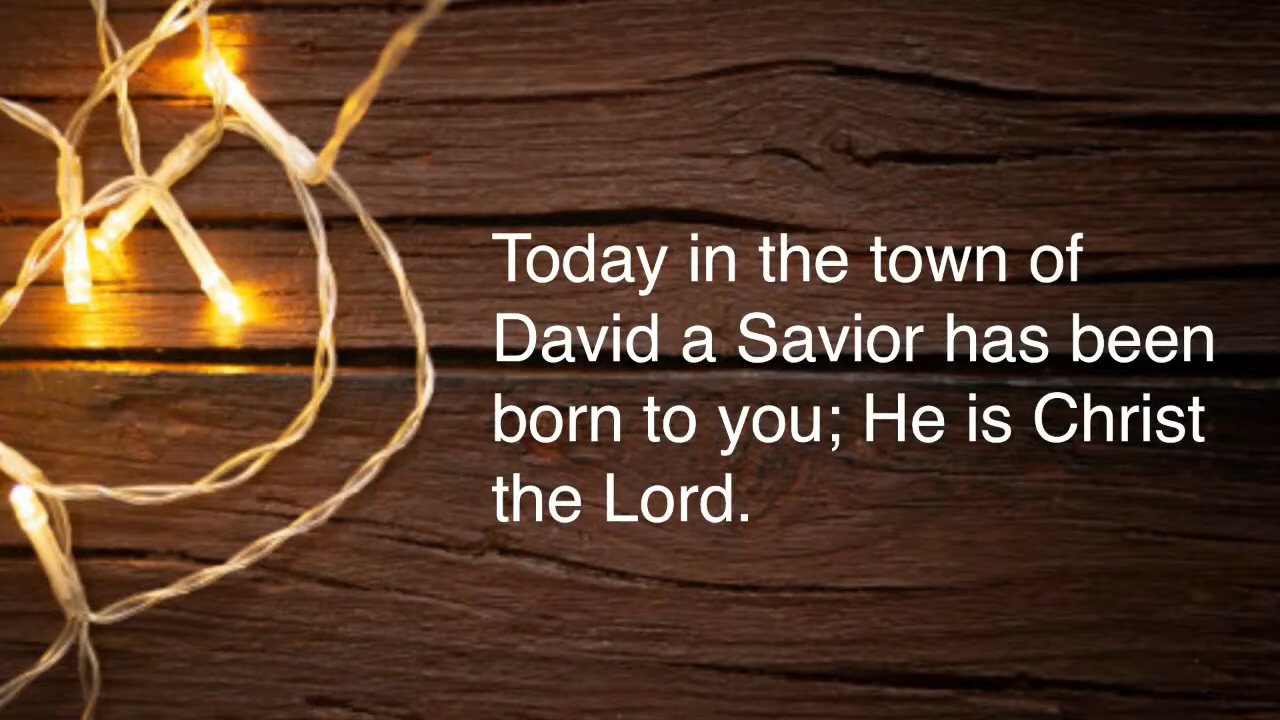 Today in the town of
David a Savior has been
born to you; He is Christ
the Lord.